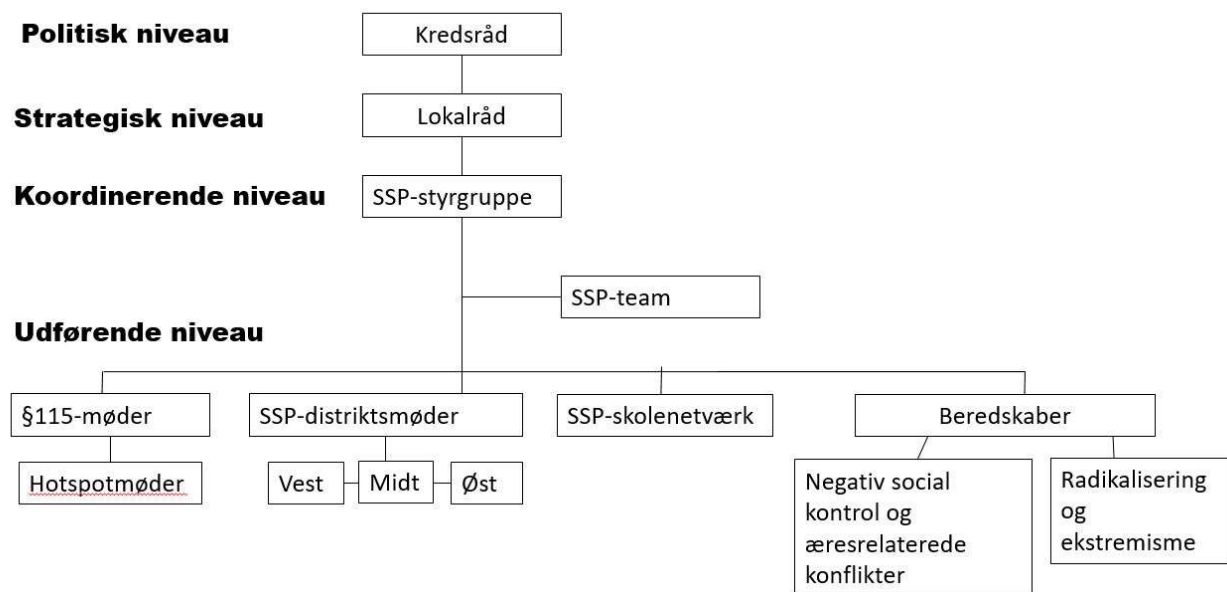 Politisk niveau
Kredsråd
Strategisk niveau
Lokalråd
Koordinerende niveau
SSP-styrgruppe
SSP-team
Udførende niveau
§115-møder
SSP-distriktsmøder
SSP-skolenetværk
Beredskaber
Hotspotmøder
Vest
Midt
Øst
Negativ social
kontrol og
æresrelaterede
konflikter
Radikalisering
og
ekstremisme